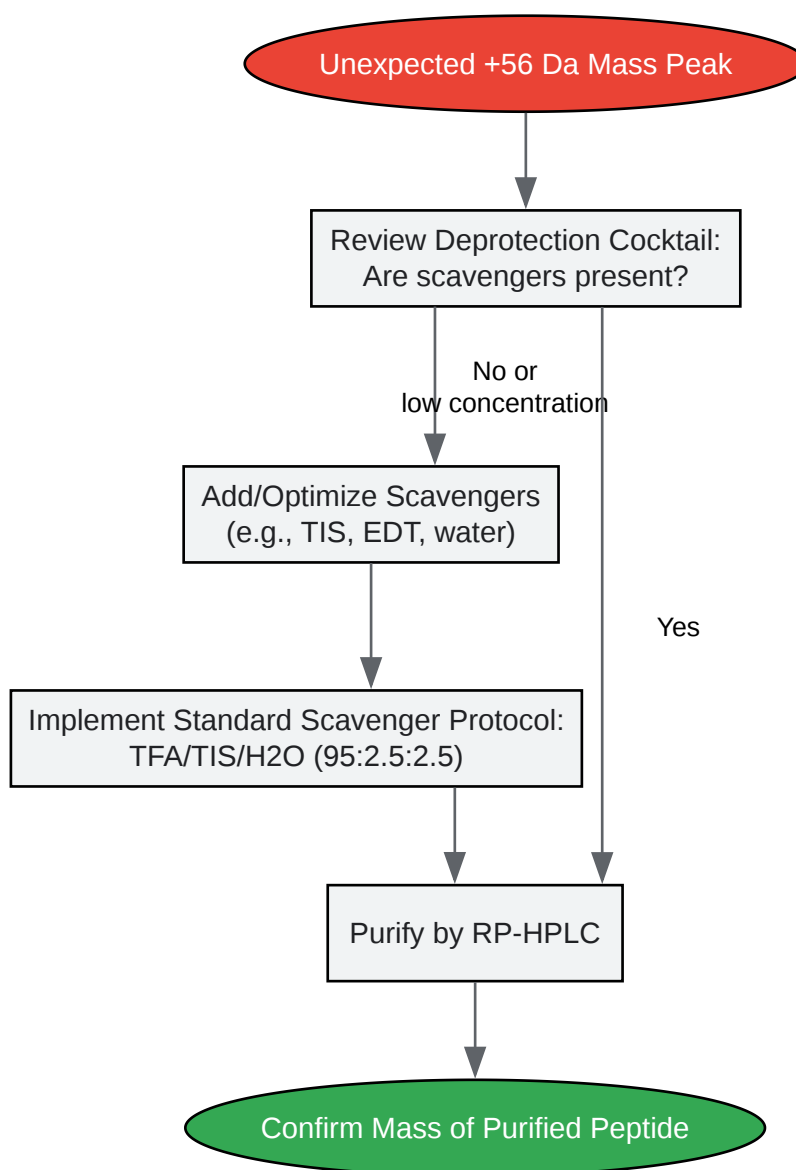 Unexpected +56 Da Mass Peak
Review Deprotection Cocktail:
Are scavengers present?
No or
low concentration
Add/Optimize Scavengers
(e.g., TIS, EDT, water)
Yes
Implement Standard Scavenger Protocol:
TFA/TIS/H2O (95:2.5:2.5)
Purify by RP-HPLC
Confirm Mass of Purified Peptide